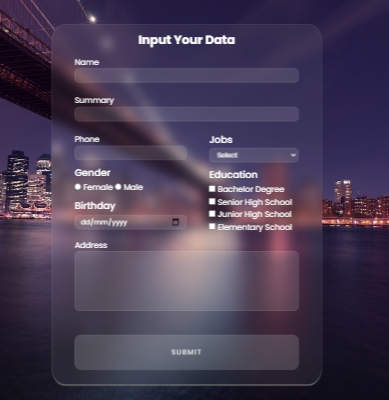 Input Your Data
Name
Summary
Phone
Jobs
Select
Gender
Female Male
Education
Bachelor Degree
Senior High School
Junior High School
Elementary School
Birthday
dd/mm/yyyy
Address
SUBMIT